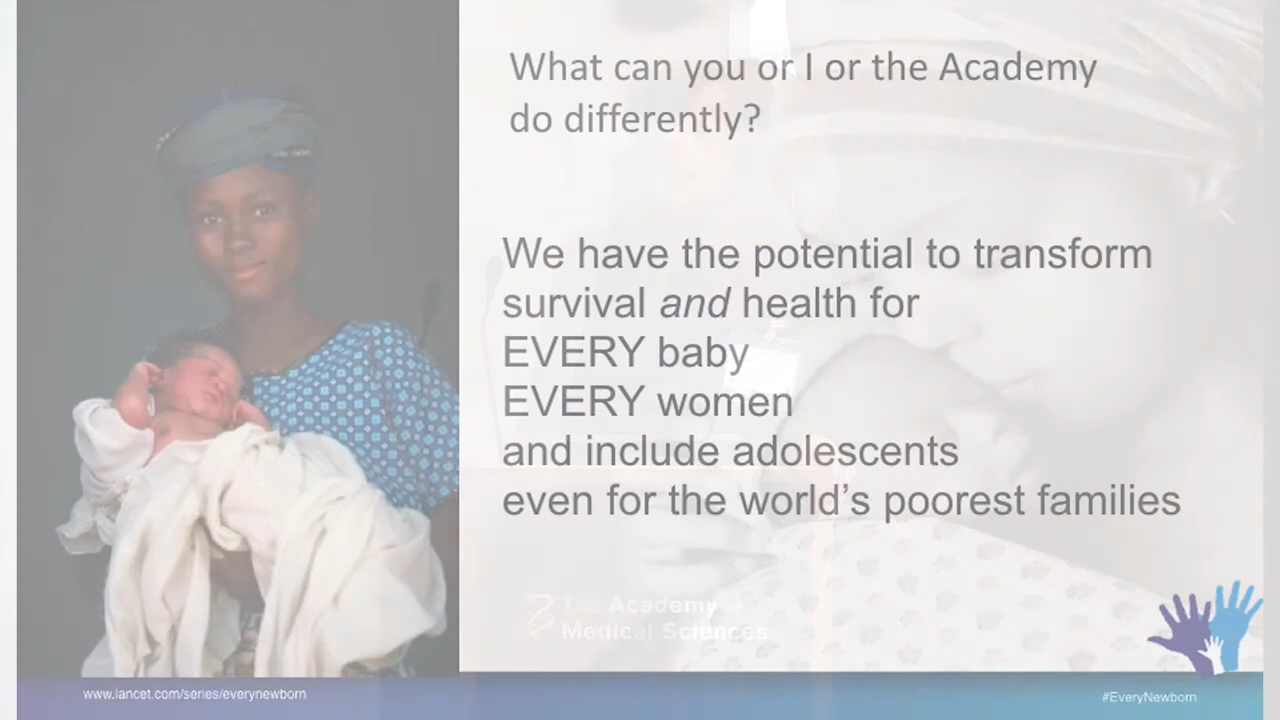 What can you or I or the Academy
do differently?
We have the potential to transform
survival and health for
EVERY baby
EVERY women
and include adolescents
even for the world's poorest families
The Academy of
Medical Sciences
www.lancet.com/series/everynewborn
#EveryNewborn